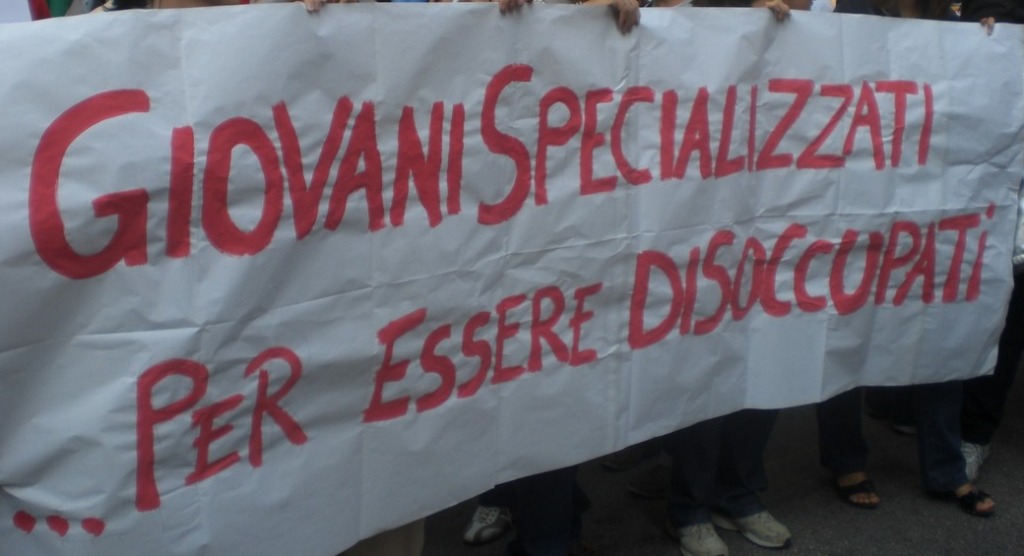 GIOVANI SPECIALIZZATI
... PER ESSERE DISOCCUPATI